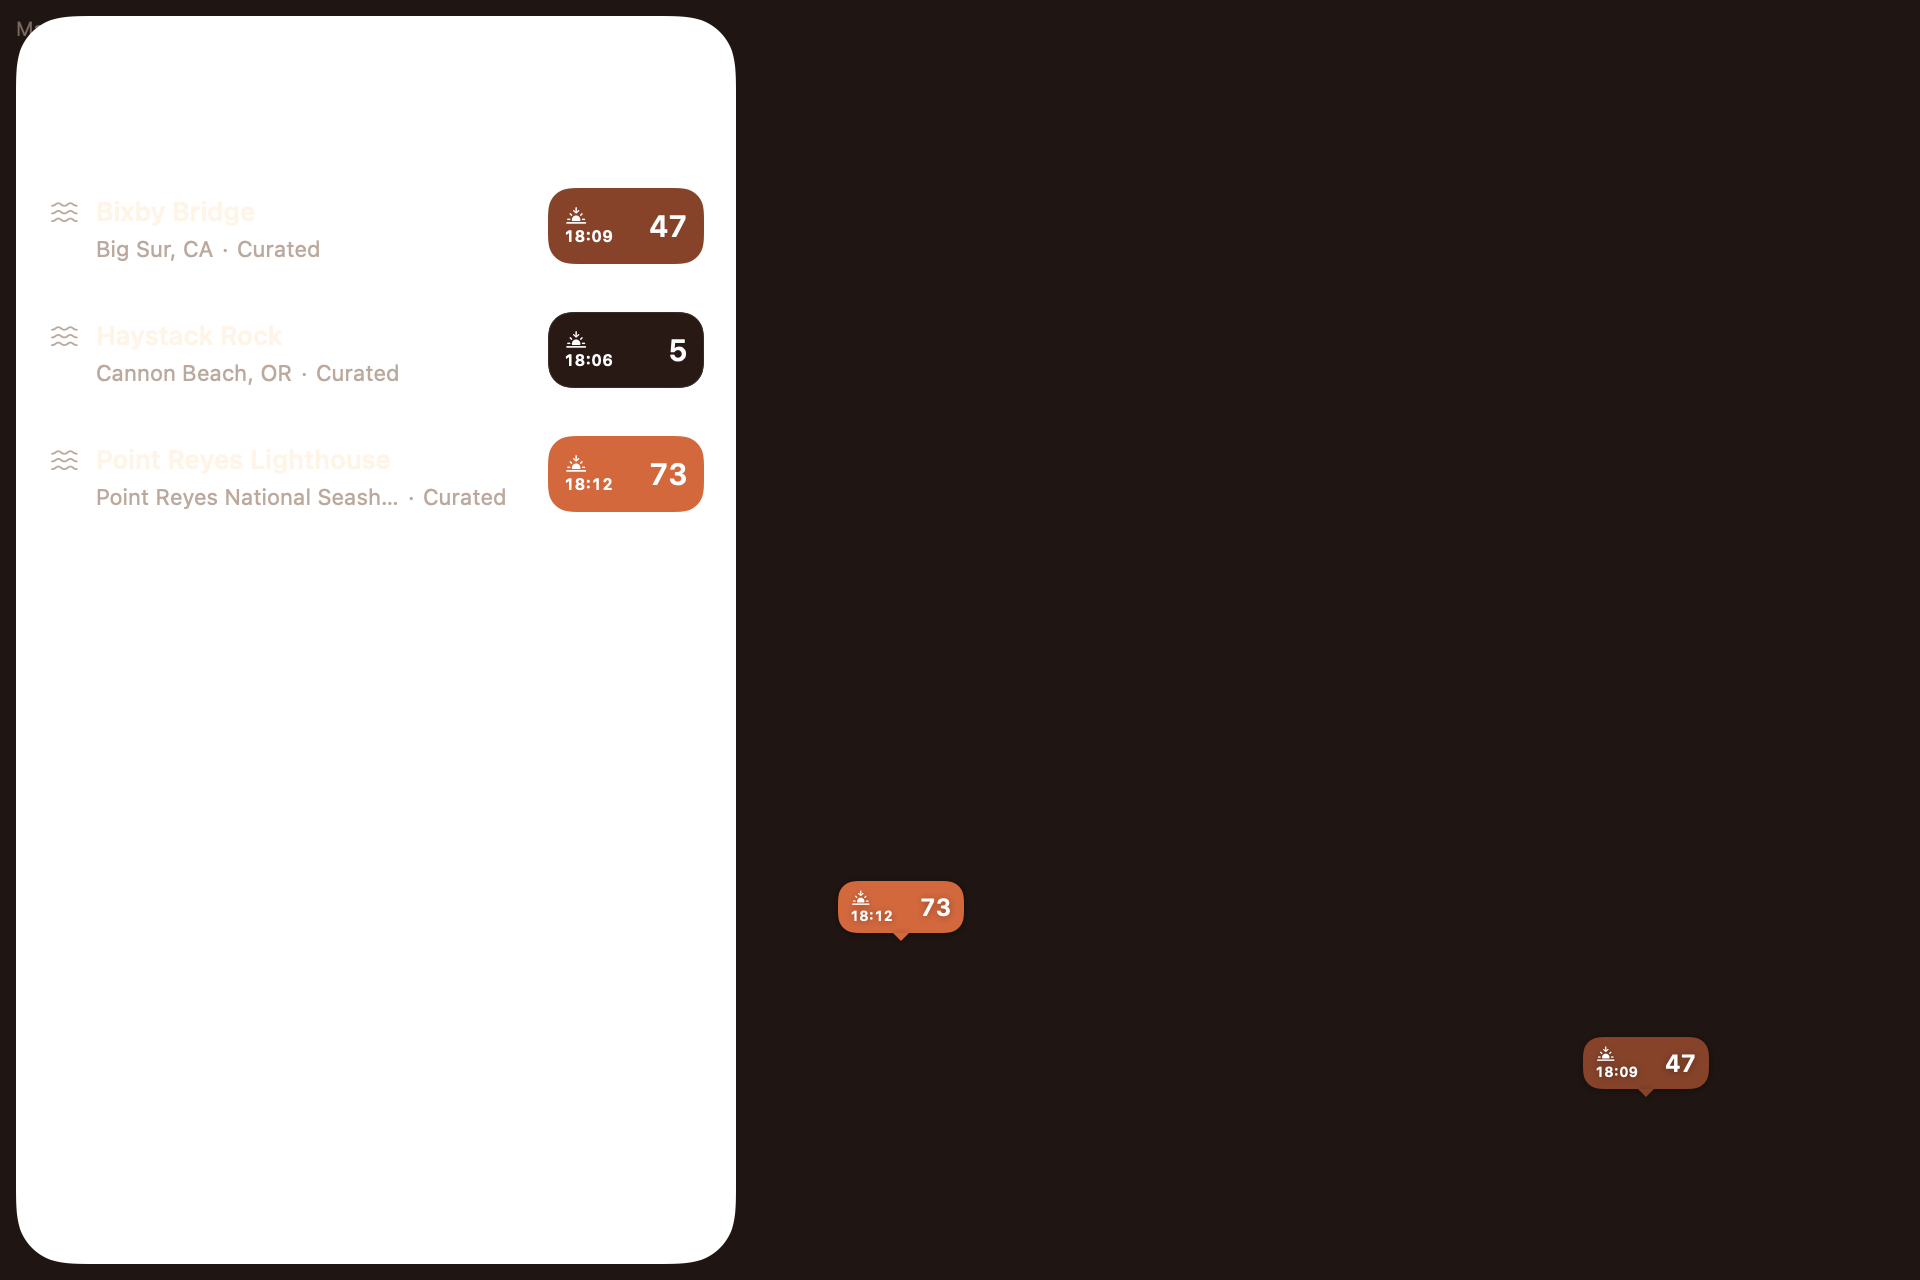 Bixby Bridge
Big Sur, CA · Curated
18:09
47
Haystack Rock
Cannon Beach, OR · Curated
18:06
5
Point Reyes Lighthouse
Point Reyes National Seash... · Curated
18:12
73
18:12
73
18:09
47